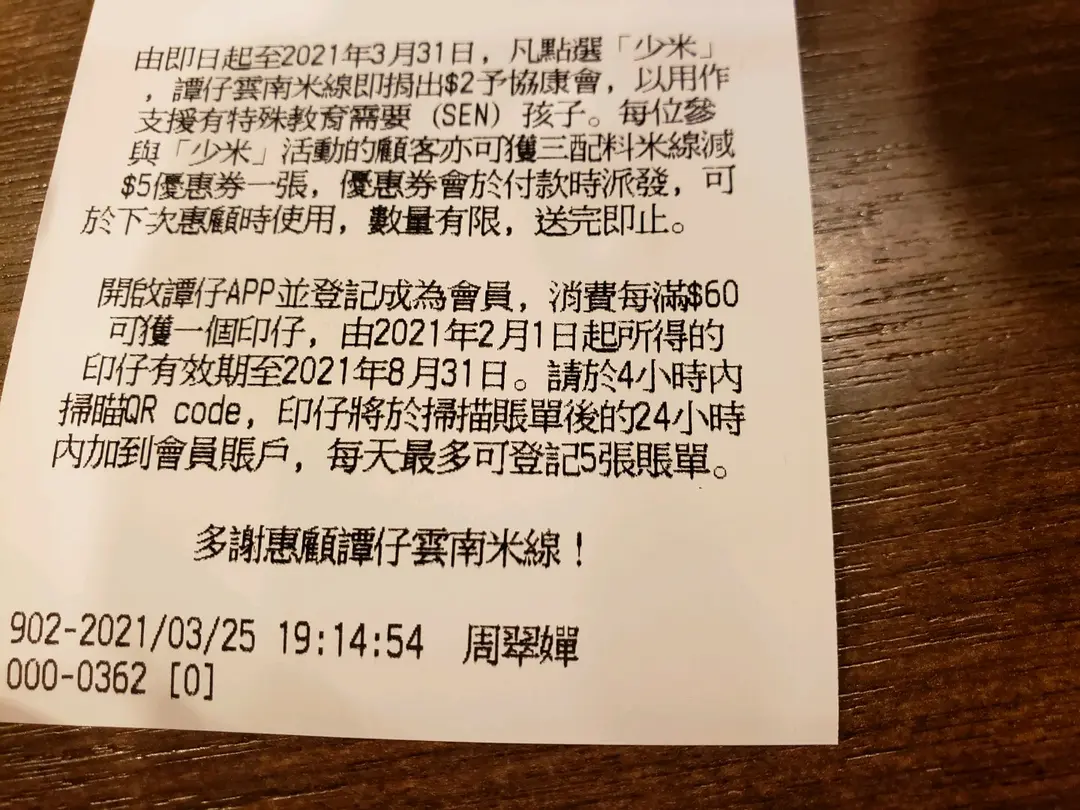 由即日起至2021年3月31日，凡點選「少米」
，譚仔雲南米線即捐出$2予協康會，以用作
支援有特殊教育需要 (SEN) 孩子。每位參
與「少米」活動的顧客亦可獲三配料米線減
$5優惠券一張，優惠券會於付款時派發，可
於下次惠顧時使用，數量有限，送完即止。
開啟譚仔APP並登記成為會員，消費每滿$60
可獲一個印仔，由2021年2月1日起所得的
印仔有效期至2021年8月31日。請於4小時內
掃瞄QR code，印仔將於掃描賬單後的24小時
內加到會員賬戶，每天最多可登記5張賬單。
多謝惠顧譚仔雲南米線！
902-2021/03/25 19:14:54 周翠嬋
000-0362 [0]